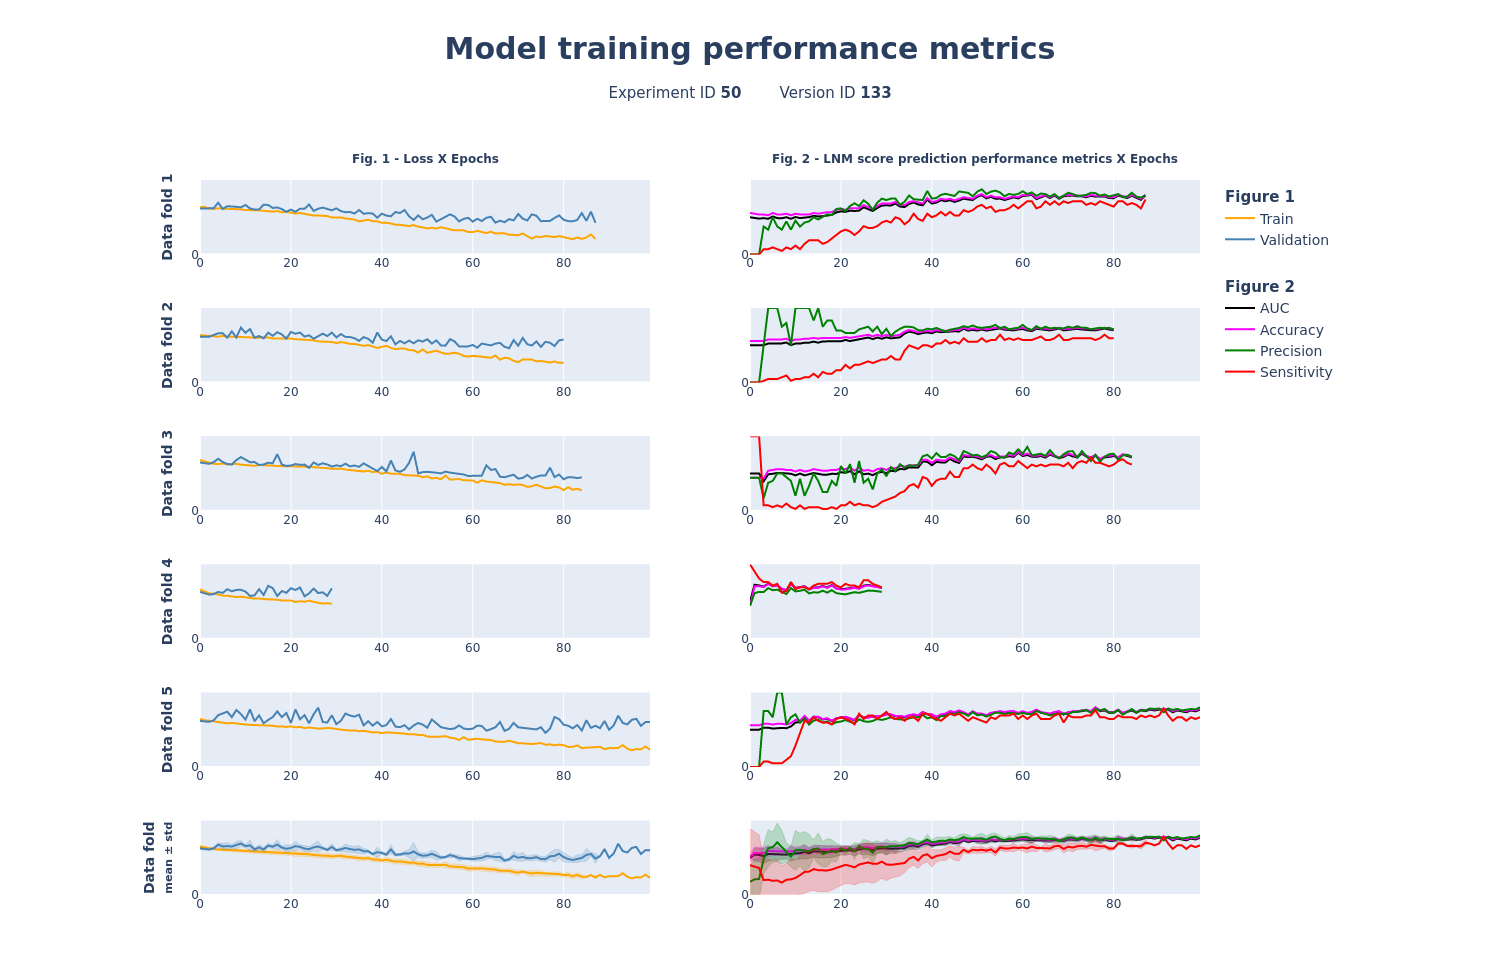 Model training performance metrics
Experiment ID 50 Version ID 133
Fig. 1 - Loss X Epochs
Fig. 2 - LNM score prediction performance metrics X Epochs
Data fold 1
0
0 20 40 60 80
0
0 20 40 60 80
Figure 1
Train
Validation
Figure 2
AUC
Accuracy
Precision
Sensitivity
Data fold 2
0
0 20 40 60 80
0
0 20 40 60 80
Data fold 3
0
0 20 40 60 80
0
0 20 40 60 80
Data fold 4
0
0 20 40 60 80
0
0 20 40 60 80
Data fold 5
0
0 20 40 60 80
0
0 20 40 60 80
Data fold
mean ± std
0
0 20 40 60 80
0
0 20 40 60 80